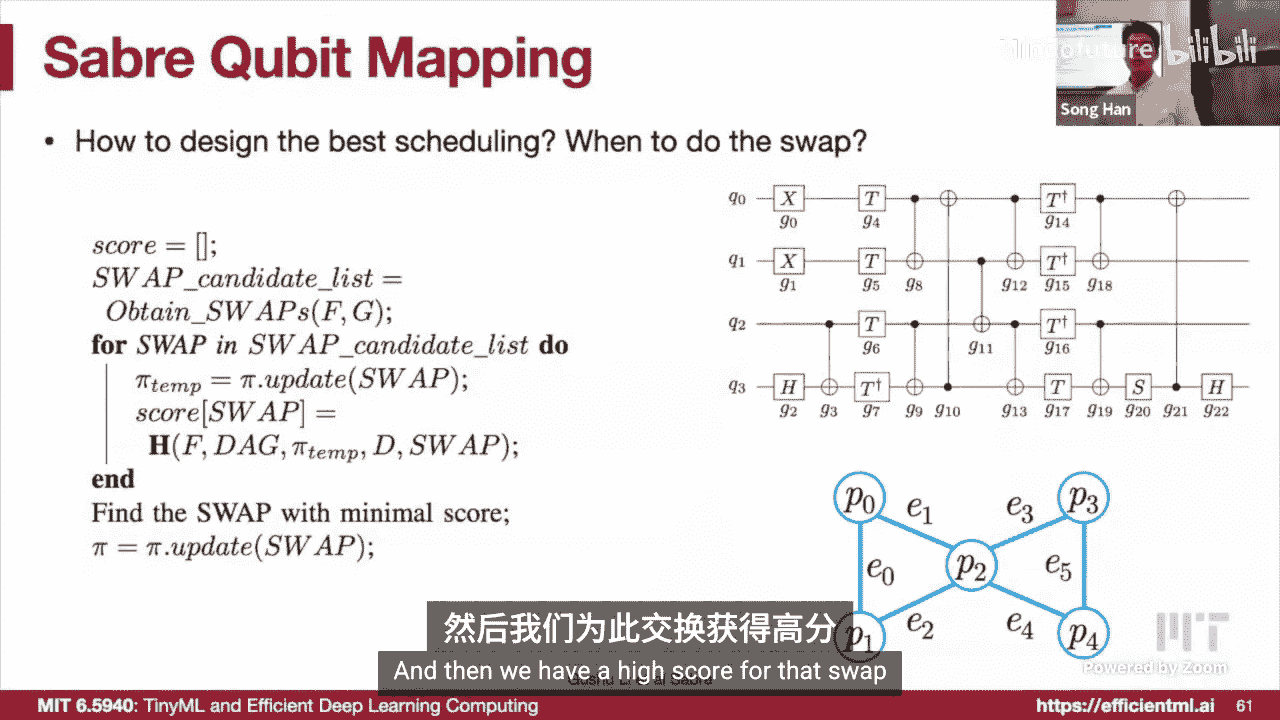 Sabre Qubit Mapping
Mingofuture bilibili
Song Han
• How to design the best scheduling? When to do the swap?
score = [];
SWAP_candidate_list =
Obtain_SWAPs(F, G);
for SWAP in SWAP_candidate_list do
π_temp = π.update(SWAP);
score[SWAP] =
H(F, DAG, π_temp, D, SWAP);
end
Find the SWAP with minimal score;
π = π.update(SWAP);
q0 X T T†
g0 g4 g14
q1 X T T†
g1 g5 g8 g12 g15 g18
q2 T T†
g6 g11 g16
q3 H T† T S H
g2 g3 g7 g9 g10 g13 g17 g19 g20 g21 g22
p0 e1 e3 p3
e0 p2 e5
p1 e2 e4 p4
然后我们为此交换获得高分
And then we have a high score for that swap
MIT
Powered by Zoom
MIT 6.5940: TinyML and Efficient Deep Learning Computing
https://efficientml.ai
61